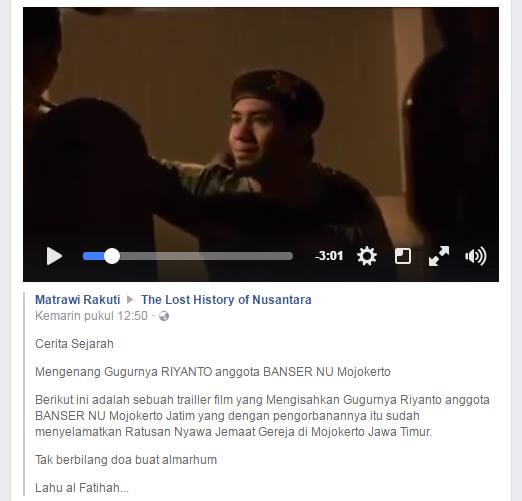 -3:01
Matrawi Rakuti ▶ The Lost History of Nusantara
Kemarin pukul 12:50 ·
Cerita Sejarah
Mengenang Gugurnya RIYANTO anggota BANSER NU Mojokerto
Berikut ini adalah sebuah trailler film yang Mengisahkan Gugurnya Riyanto anggota
BANSER NU Mojokerto Jatim yang dengan pengorbanannya itu sudah
menyelamatkan Ratusan Nyawa Jemaat Gereja di Mojokerto Jawa Timur.
Tak berbilang doa buat almarhum
Lahu al Fatihah...